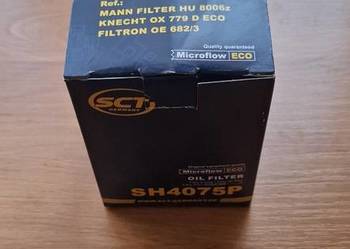 Ref.:
MANN FILTER HU 8006z
KNECHT OX 779 D ECO
FILTRON OE 682/3
Quality guaranteed
Microflow ECO
SCT
GERMANY
Microflow ECO
OIL FILTER
SH4075P